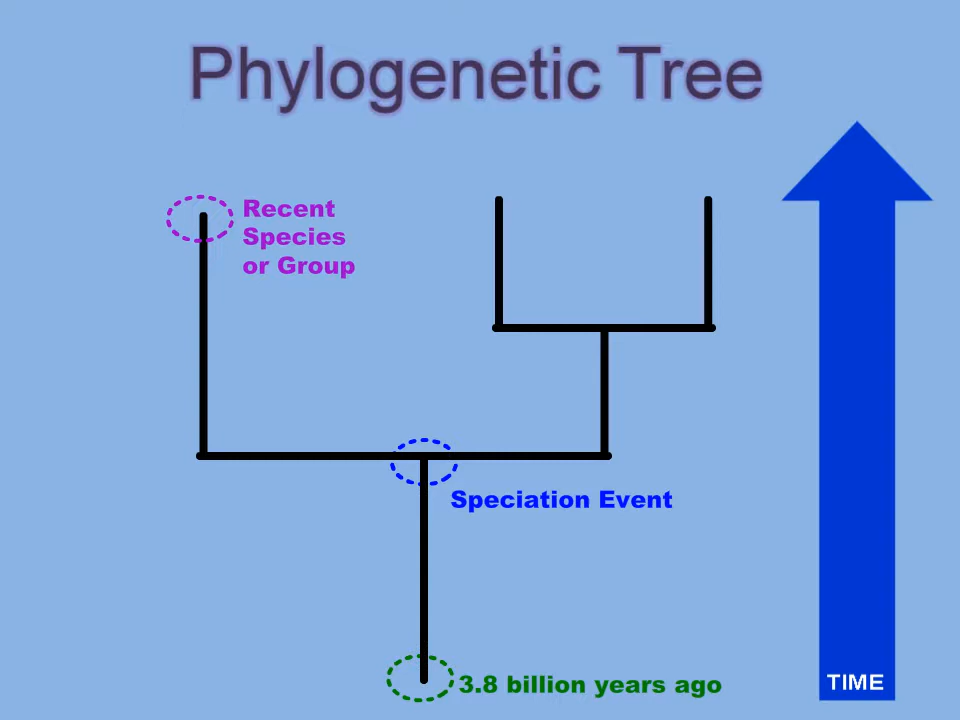 Phylogenetic Tree
Recent
Species
or Group
Speciation Event
3.8 billion years ago
TIME